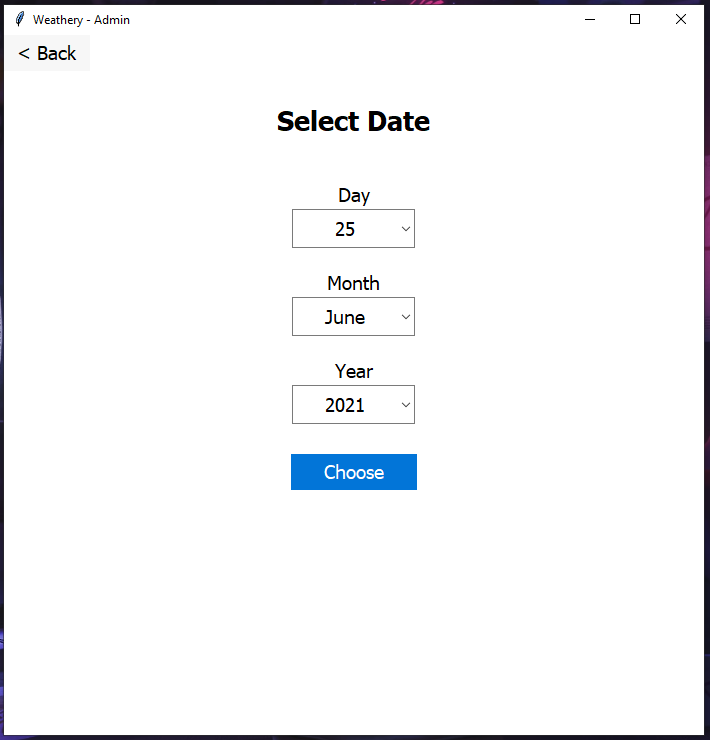 Weathery - Admin
< Back
Select Date
Day
25
Month
June
Year
2021
Choose